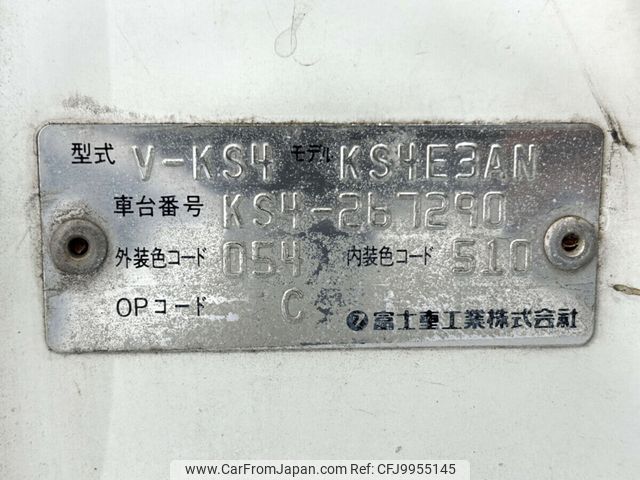 型式 V-KS4 モデル KS4E3AN
車台番号 KS4-267290
外装色コード 054 内装色コード 510
OPコード C 富士重工業株式会社
https://www.carfromjapan.com/ © CarFromJapan / CFJ9955145